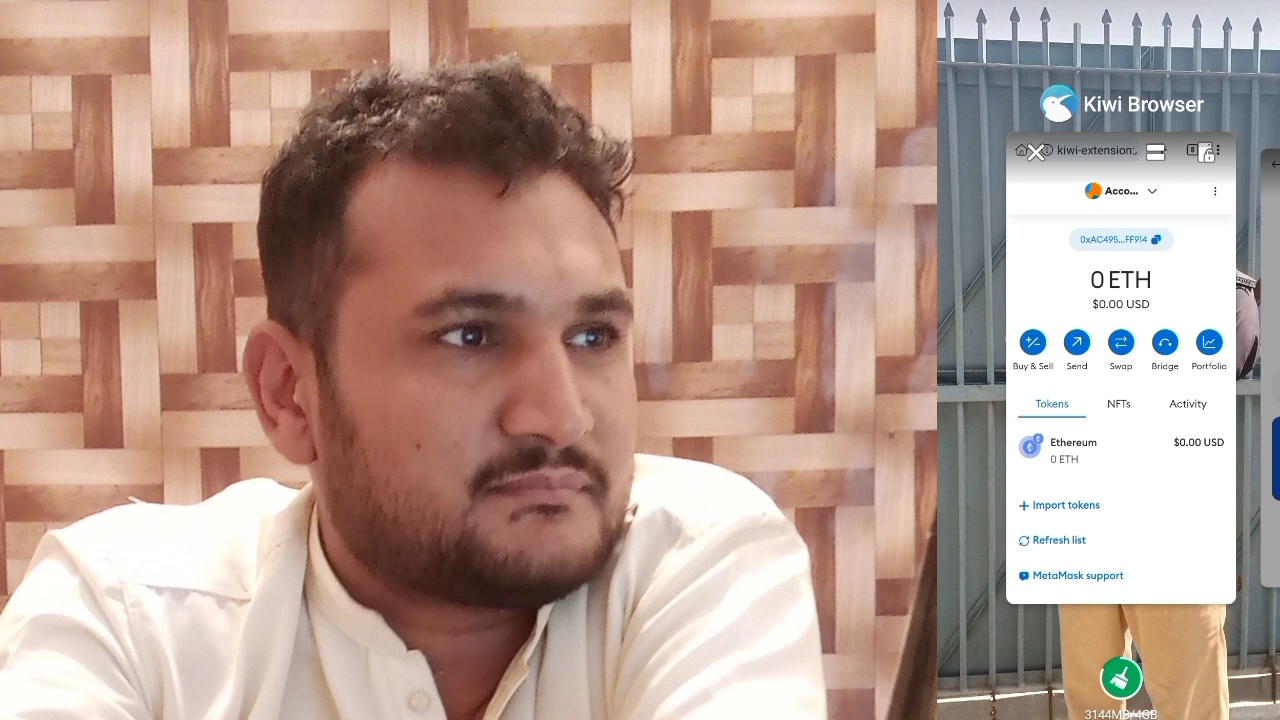 Kiwi Browser
kiwi-extension:
8
Acco...
0xAC495...FF914
0 ETH
$0.00 USD
Buy & Sell Send Swap Bridge Portfolio
Tokens NFTs Activity
Ethereum $0.00 USD
0 ETH
+ Import tokens
Refresh list
MetaMask support
3144MB/4GB